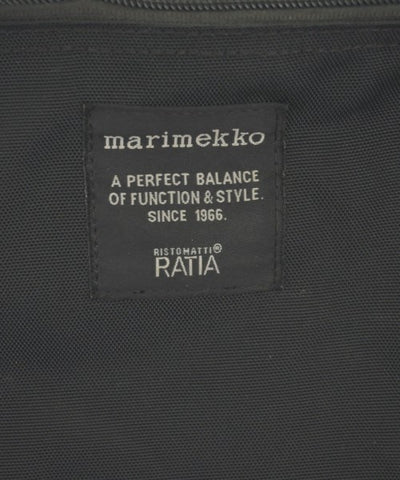 marimekko
A PERFECT BALANCE
OF FUNCTION & STYLE.
SINCE 1966.
RISTOMATTI®
RATIA